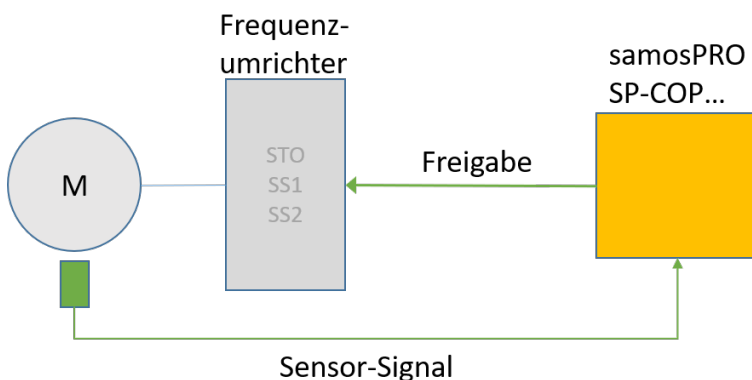 Frequenz-
umrichter
samosPRO
SP-COP...
STO
SS1
SS2
M
Freigabe
Sensor-Signal